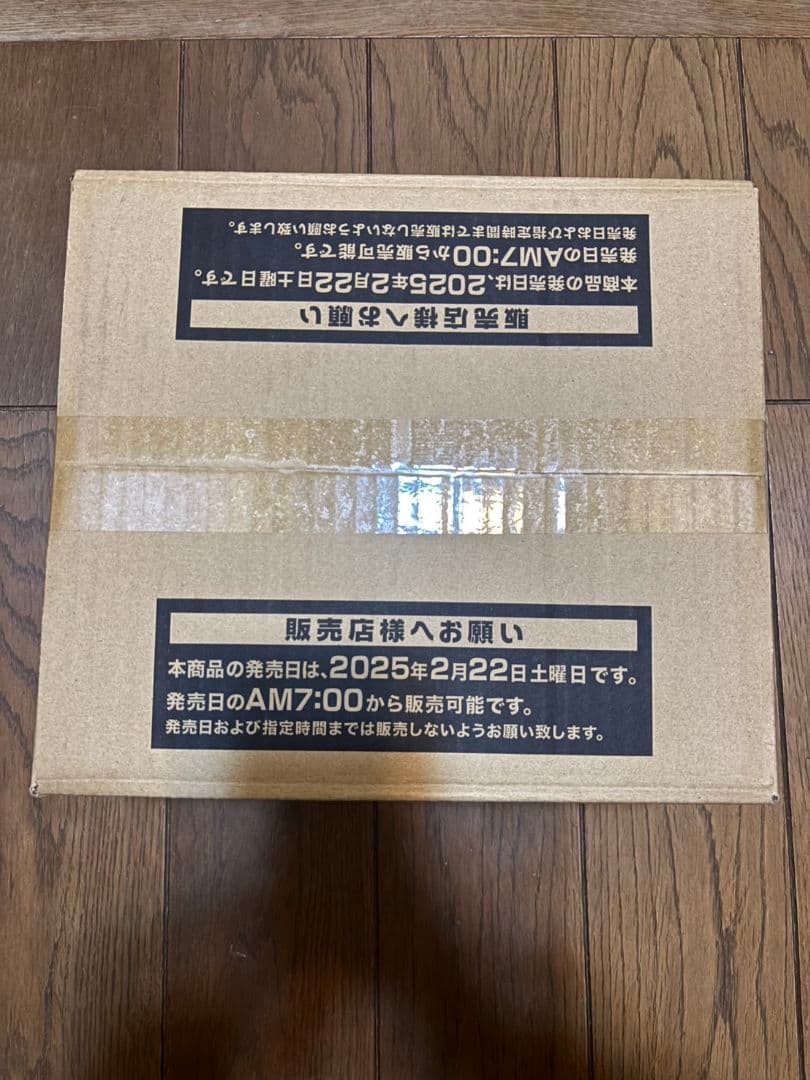 販売店様へお願い
本商品の発売日は、2025年2月22日土曜日です。
発売日のAM7:00から販売可能です。
発売日および指定時間までは販売しないようお願い致します。
販売店様へお願い
本商品の発売日は、2025年2月22日土曜日です。
発売日のAM7:00から販売可能です。
発売日および指定時間までは販売しないようお願い致します。